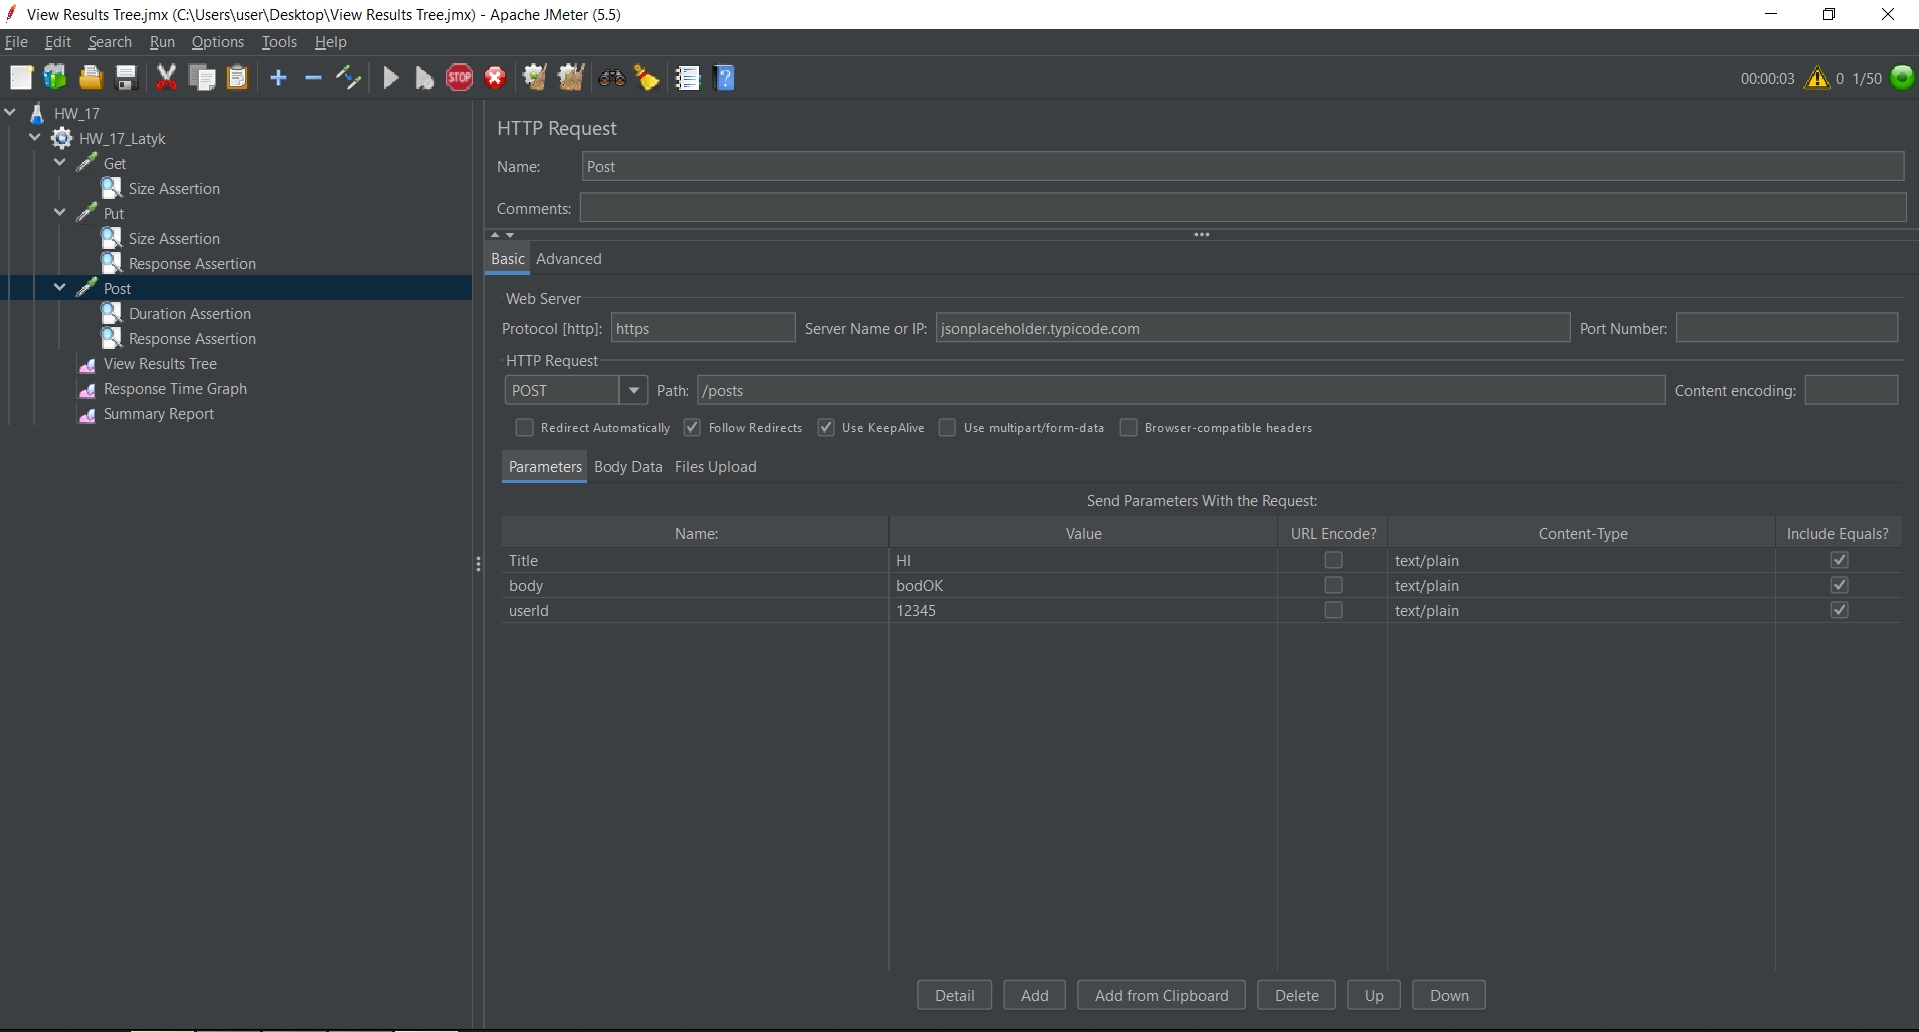 View Results Tree.jmx (C:\Users\user\Desktop\View Results Tree.jmx) - Apache JMeter (5.5)
File Edit Search Run Options Tools Help
STOP 00:00:03 0 1/50
HW_17
HW_17_Latyk
Get
Size Assertion
Put
Size Assertion
Response Assertion
Post
Duration Assertion
Response Assertion
View Results Tree
Response Time Graph
Summary Report
HTTP Request
Name: Post
Comments:
Basic Advanced
Web Server
Protocol [http]: https Server Name or IP: jsonplaceholder.typicode.com Port Number:
HTTP Request
POST Path: /posts Content encoding:
Redirect Automatically Follow Redirects Use KeepAlive Use multipart/form-data Browser-compatible headers
Parameters Body Data Files Upload
Send Parameters With the Request:
Name: Value URL Encode? Content-Type Include Equals?
Title HI text/plain
body bodOK text/plain
userId 12345 text/plain
Detail Add Add from Clipboard Delete Up Down